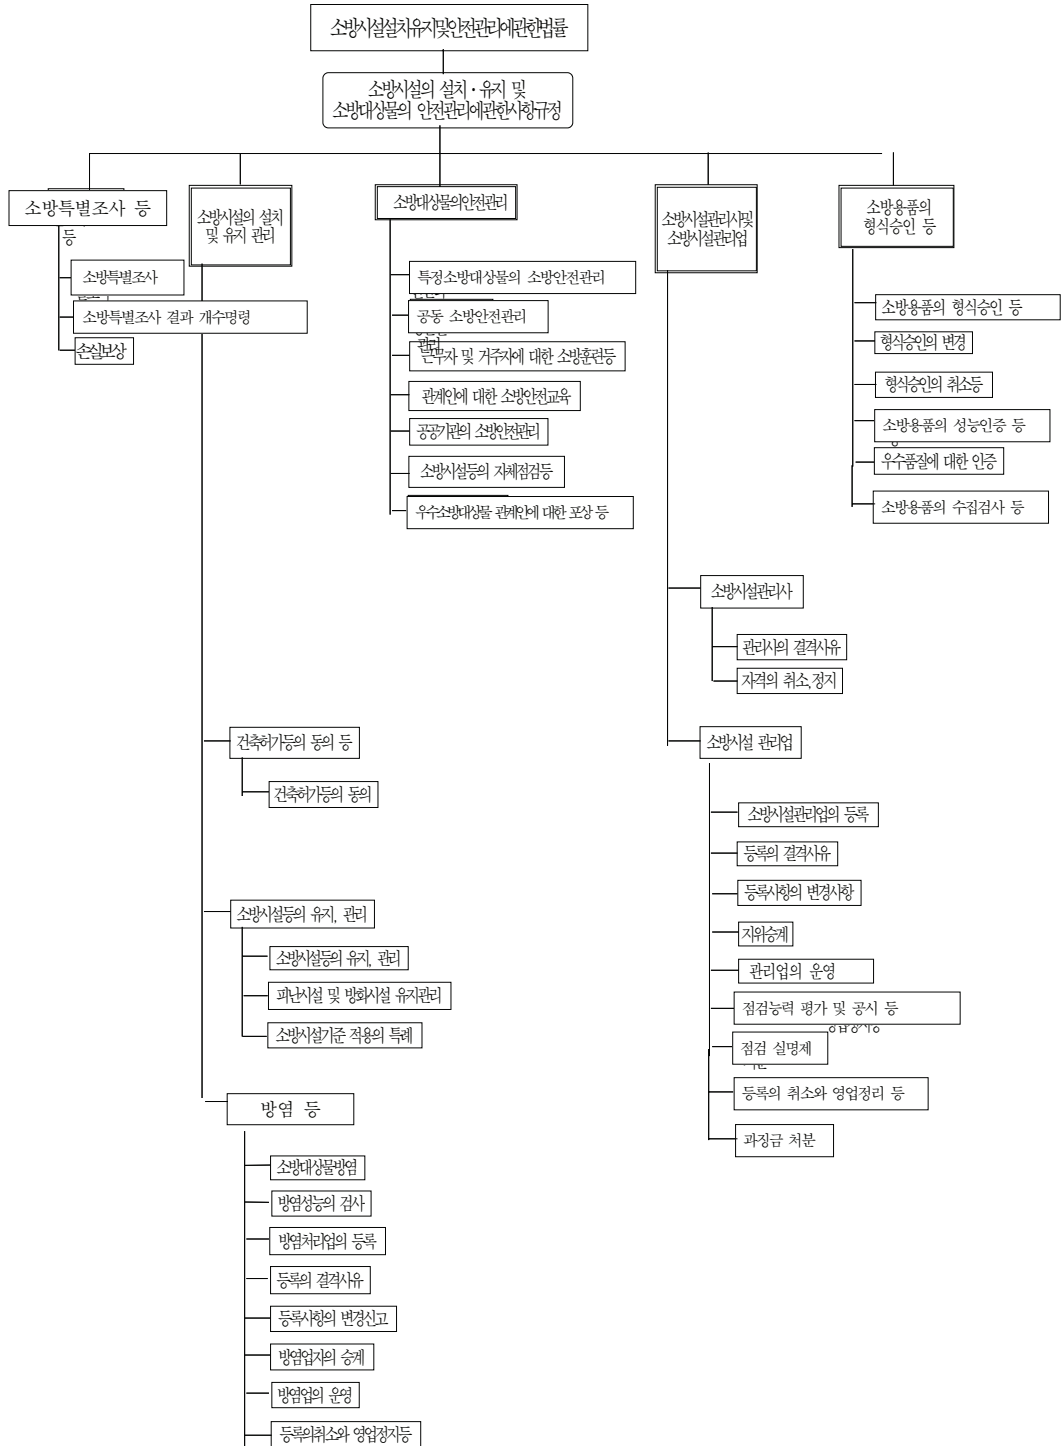 소방시설설치유지및안전관리에관한법률
소방시설의 설치·유지 및
소방대상물의 안전관리에관한사항규정
소방특별조사 등
등
소방특별조사
소방특별조사 결과 개수명령
손실보상
소방시설의 설치
및 유지 관리
건축허가등의 동의 등
건축허가등의 동의
소방시설등의 유지, 관리
소방시설등의 유지, 관리
피난시설 및 방화시설 유지관리
소방시설기준 적용의 특례
방염 등
소방대상물방염
방염성능의 검사
방염처리업의 등록
등록의 결격사유
등록사항의 변경신고
방염업자의 승계
방염업의 운영
등록의취소와 영업정지등
소방대상물의안전관리
특정소방대상물의 소방안전관리
공동 소방안전관리
관리
근무자 및 거주자에 대한 소방훈련등
관계인에 대한 소방안전교육
공공기관의 소방안전관리
소방시설등의 자체점검등
우수소방대상물 관계인에 대한 포상 등
소방시설관리사및
소방시설관리업
소방시설관리사
관리사의 결격사유
자격의 취소,정지
소방시설 관리업
소방시설관리업의 등록
등록의 결격사유
등록사항의 변경사항
지위승계
관리업의 운영
점검능력 평가 및 공시 등
점검 실명제
등록의 취소와 영업정리 등
과징금 처분
소방용품의
형식승인 등
소방용품의 형식승인 등
형식승인의 변경
형식승인의 취소등
소방용품의 성능인증 등
우수품질에 대한 인증
소방용품의 수집검사 등